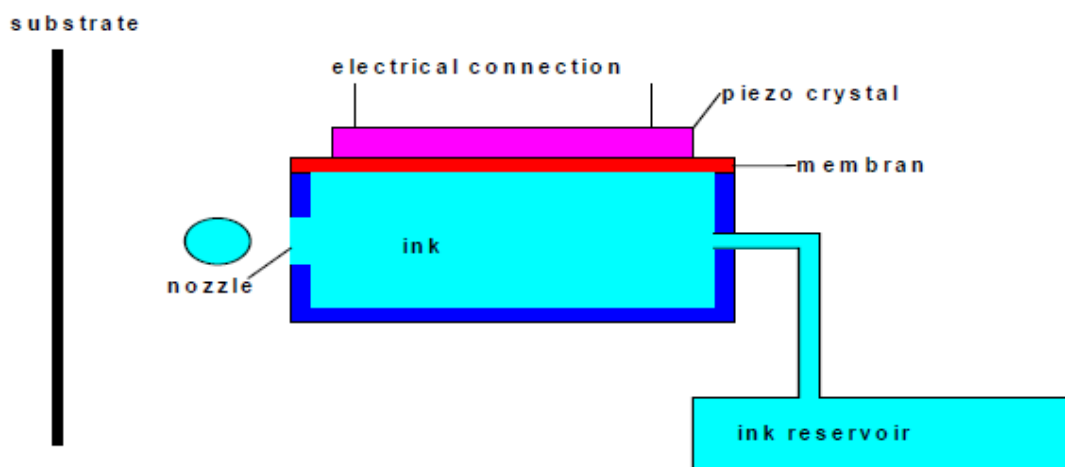 substrate
electrical connection
piezo crystal
membran
ink
nozzle
ink reservoir